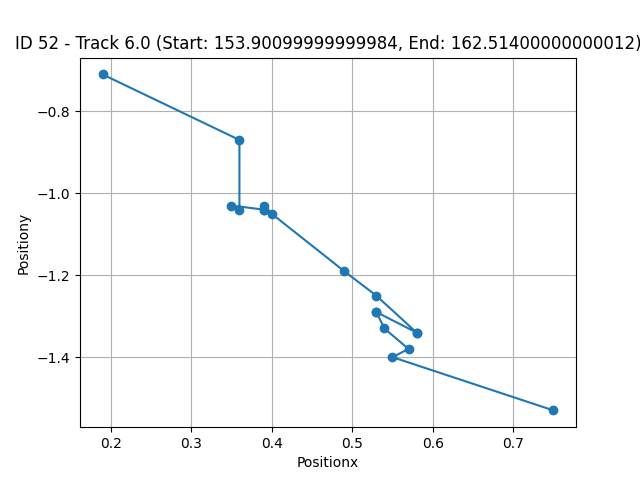 ID 52 - Track 6.0 (Start: 153.90099999999984, End: 162.51400000000012)
−0.8
−1.0
−1.2
−1.4
Positiony
0.2 0.3 0.4 0.5 0.6 0.7
Positionx